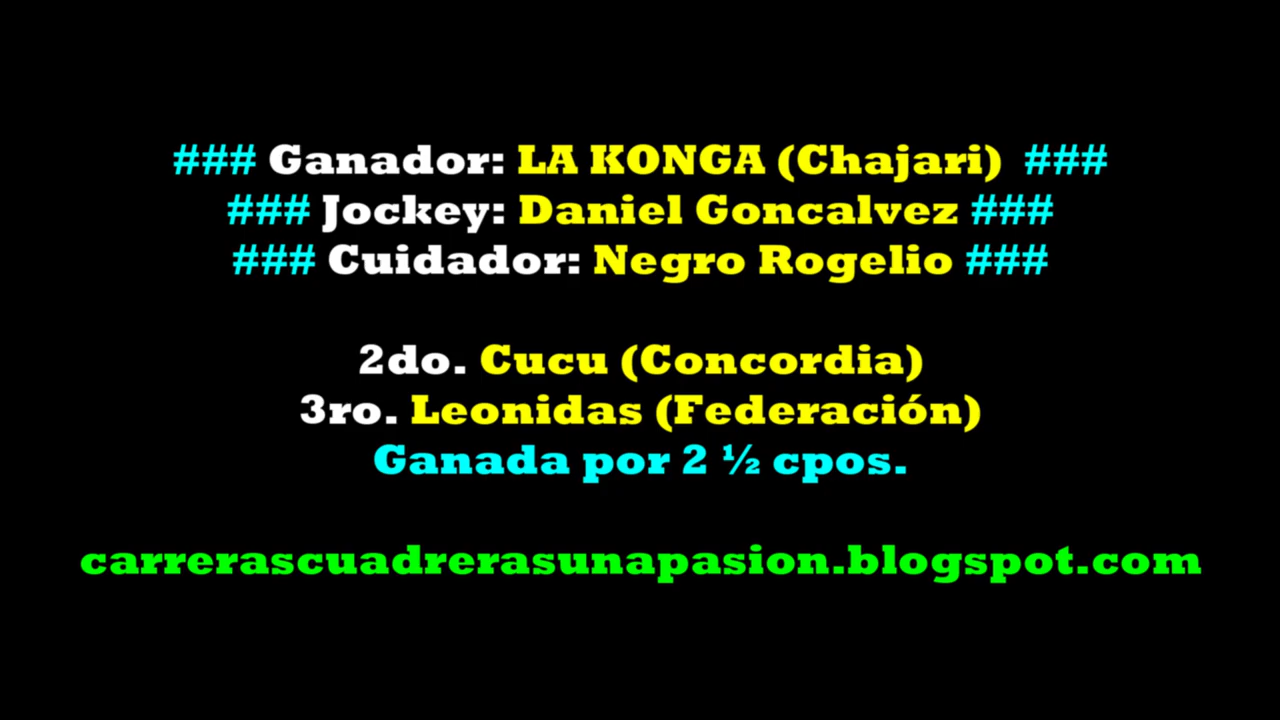 ### Ganador: LA KONGA (Chajari) ###
### Jockey: Daniel Goncalvez ###
### Cuidador: Negro Rogelio ###
2do. Cucu (Concordia)
3ro. Leonidas (Federación)
Ganada por 2 ½ cpos.
carrerascuadrerasunapasion.blogspot.com